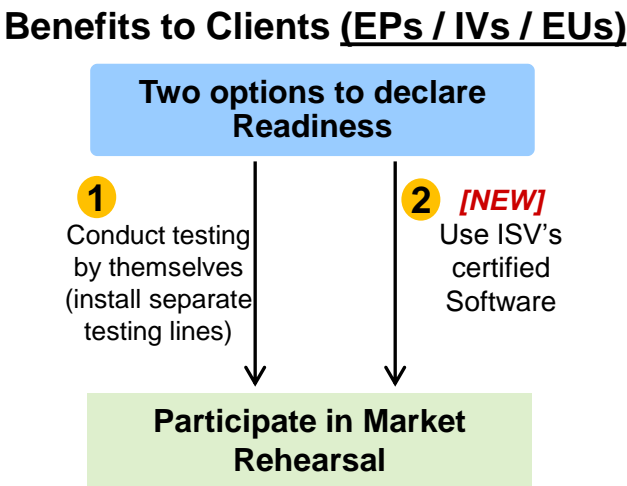 Benefits to Clients (EPs / IVs / EUs)
Two options to declare
Readiness
1
Conduct testing
by themselves
(install separate
testing lines)
2
[NEW]
Use ISV's
certified
Software
Participate in Market
Rehearsal